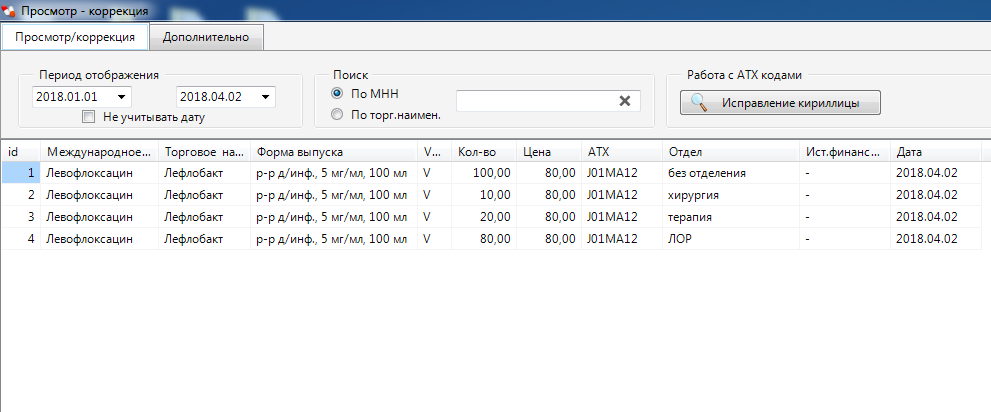 Просмотр - коррекция
Просмотр/коррекция Дополнительно
Период отображения Поиск Работа с АТХ кодами
2018.01.01 2018.04.02 По МНН Исправление кириллицы
Не учитывать дату По торг.наимен.
id Международное... Торговое на... Форма выпуска V... Кол-во Цена АТХ Отдел Ист.финанс... Дата
1 Левофлоксацин Лефлобакт р-р д/инф., 5 мг/мл, 100 мл V 100,00 80,00 J01MA12 без отделения - 2018.04.02
2 Левофлоксацин Лефлобакт р-р д/инф., 5 мг/мл, 100 мл V 10,00 80,00 J01MA12 хирургия - 2018.04.02
3 Левофлоксацин Лефлобакт р-р д/инф., 5 мг/мл, 100 мл V 20,00 80,00 J01MA12 терапия - 2018.04.02
4 Левофлоксацин Лефлобакт р-р д/инф., 5 мг/мл, 100 мл V 80,00 80,00 J01MA12 ЛОР - 2018.04.02